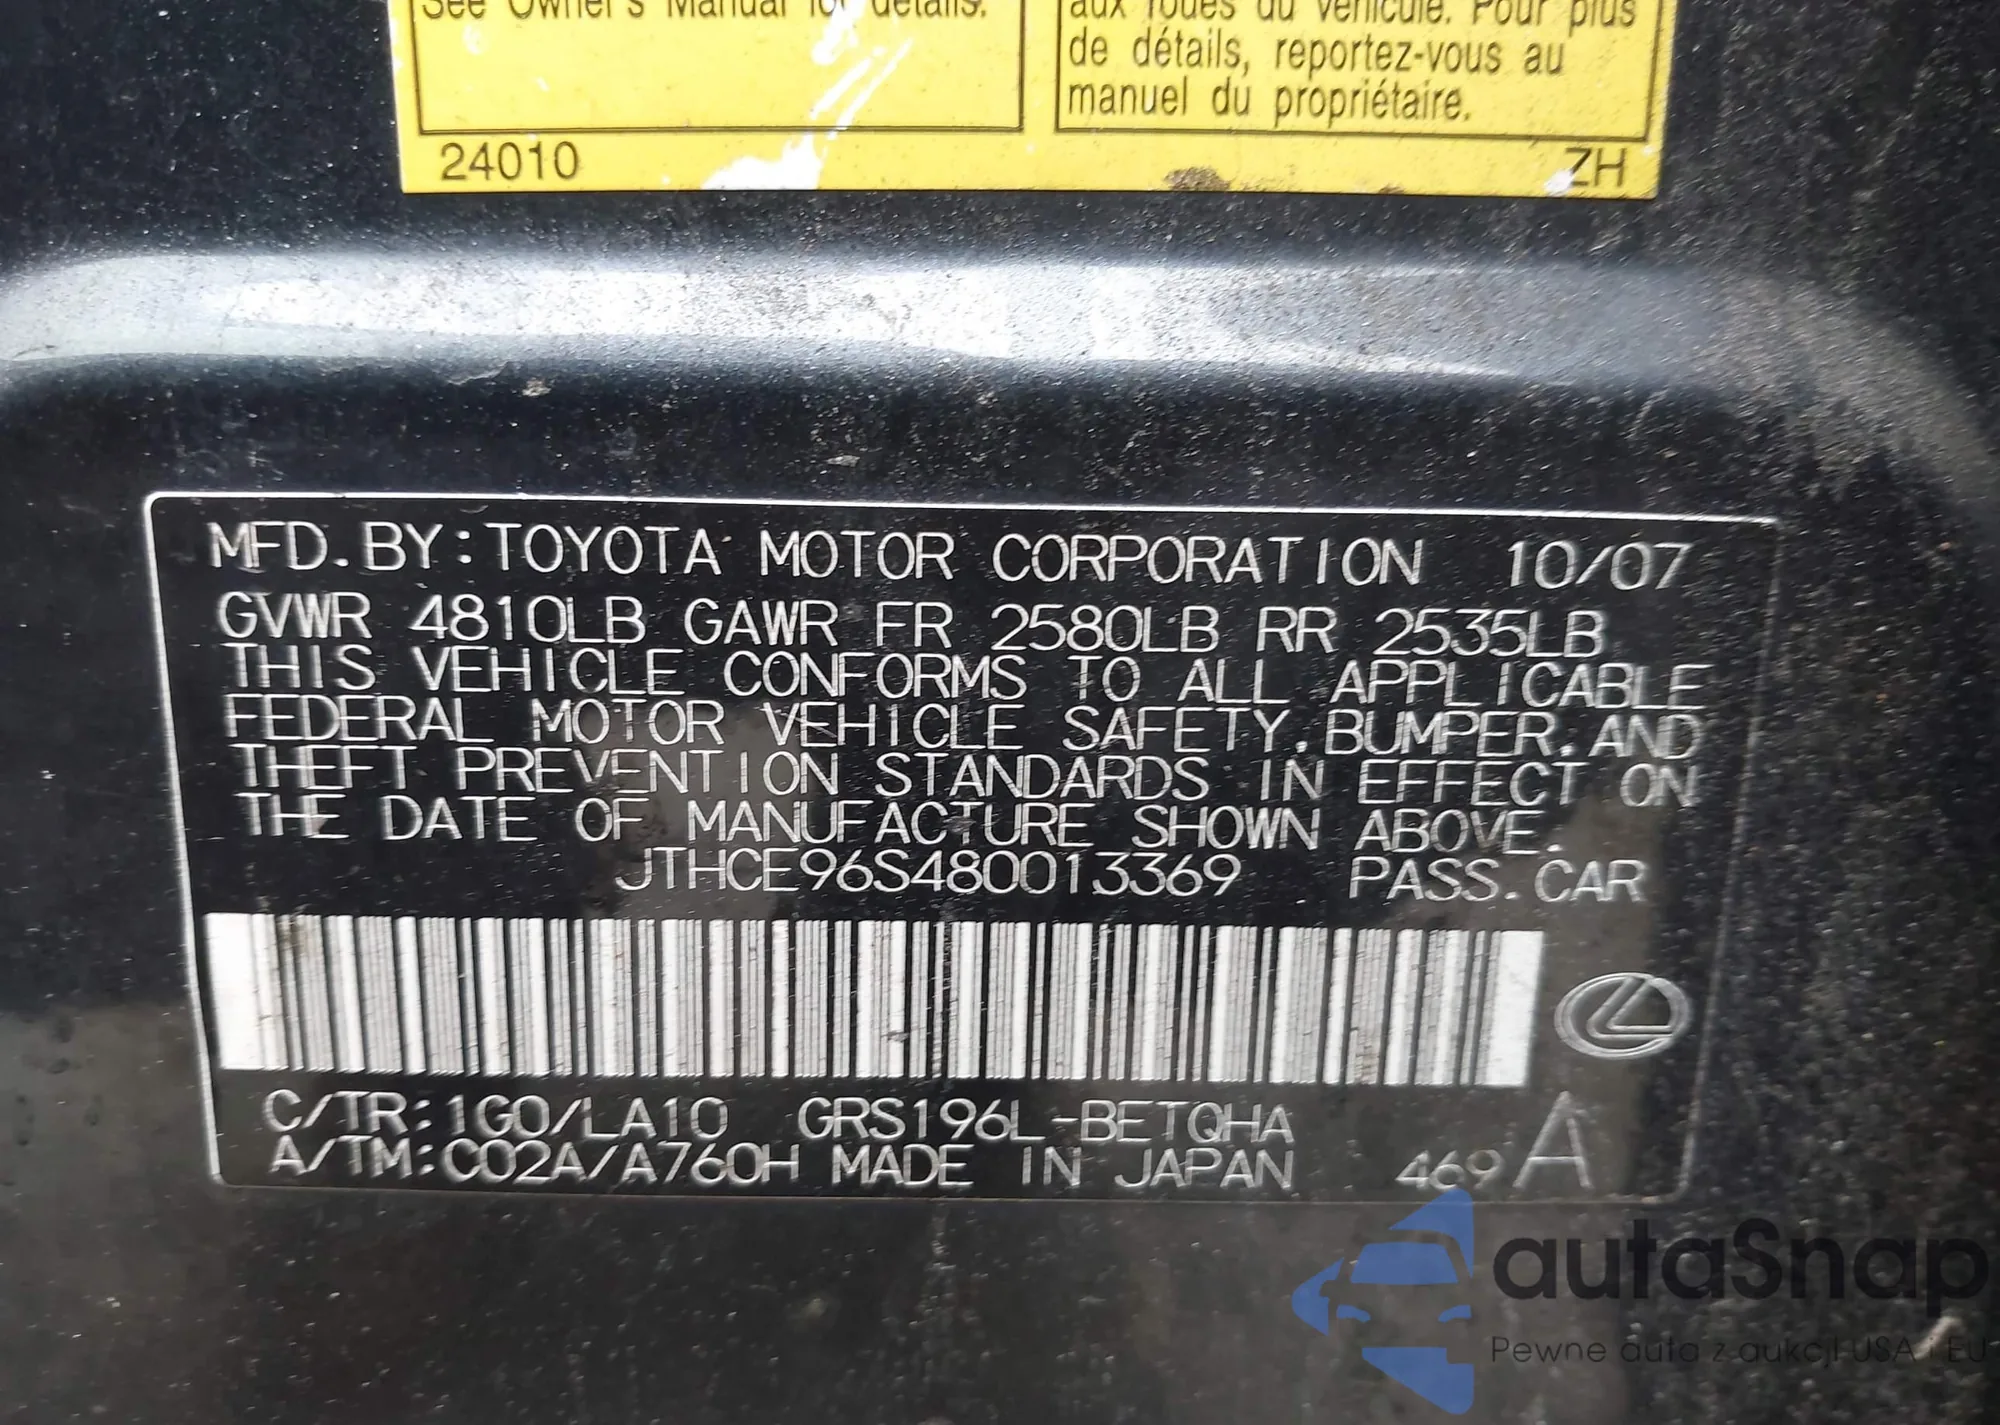 See Owner's Manual for details.
24010
aux roues du véhicule. Pour plus
de détails, reportez-vous au
manuel du propriétaire.
ZH
MFD. BY: TOYOTA MOTOR CORPORATION 10/07
GVWR 4810LB GAWR FR 2580LB RR 2535LB
THIS VEHICLE CONFORMS TO ALL APPLICABLE
FEDERAL MOTOR VEHICLE SAFETY, BUMPER, AND
THEFT PREVENTION STANDARDS IN EFFECT ON
THE DATE OF MANUFACTURE SHOWN ABOVE.
JTHCE96S480013369 PASS. CAR
C/TR: 1G0/LA10 GRS196L-BETQHA
A/TM: C02A/A760H MADE IN JAPAN 469 A
autaSnap
Pewne auta z aukcji USA i EU